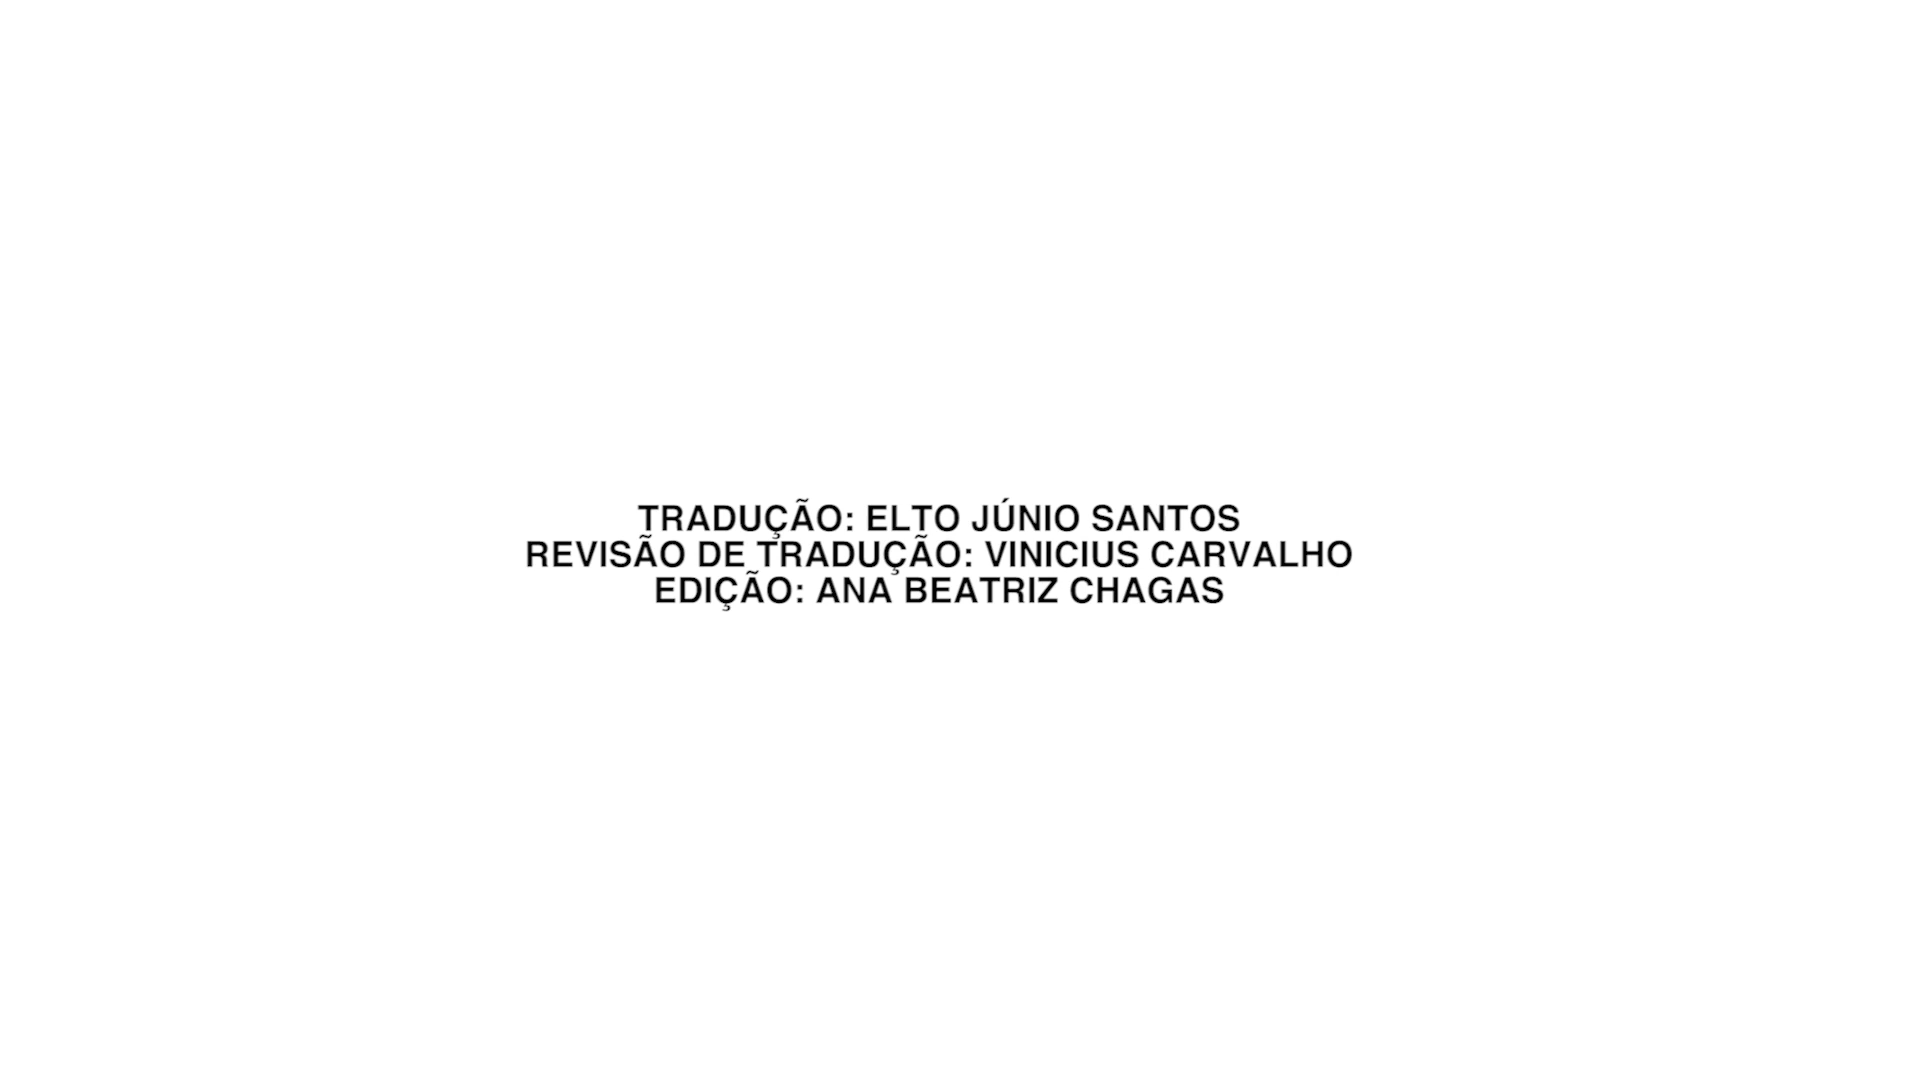 TRADUÇÃO: ELTO JÚNIO SANTOS
REVISÃO DE TRADUÇÃO: VINICIUS CARVALHO
EDIÇÃO: ANA BEATRIZ CHAGAS